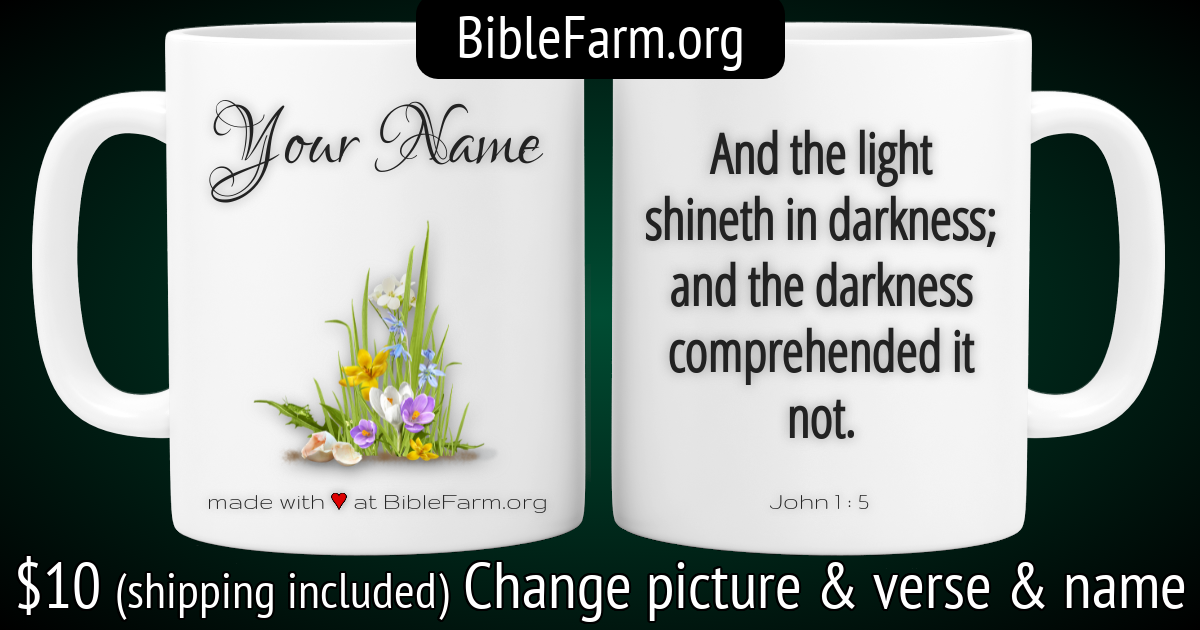 BibleFarm.org
Your Name
made with ♥ at BibleFarm.org
And the light
shineth in darkness;
and the darkness
comprehended it
not.
John 1 : 5
$10 (shipping included) Change picture & verse & name